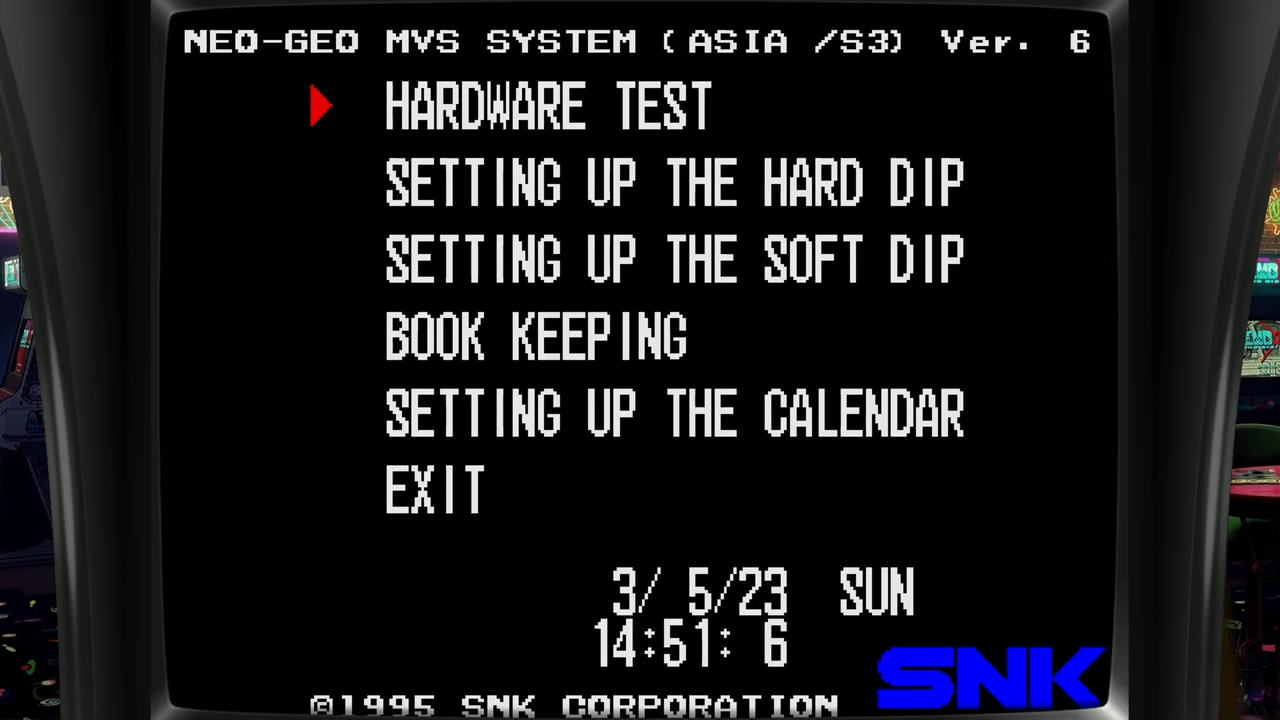 NEO-GEO MVS SYSTEM (ASIA /S3) Ver. 6
HARDWARE TEST
SETTING UP THE HARD DIP
SETTING UP THE SOFT DIP
BOOK KEEPING
SETTING UP THE CALENDAR
EXIT
3/ 5/23 SUN
14:51: 6
SNK
©1995 SNK CORPORATION